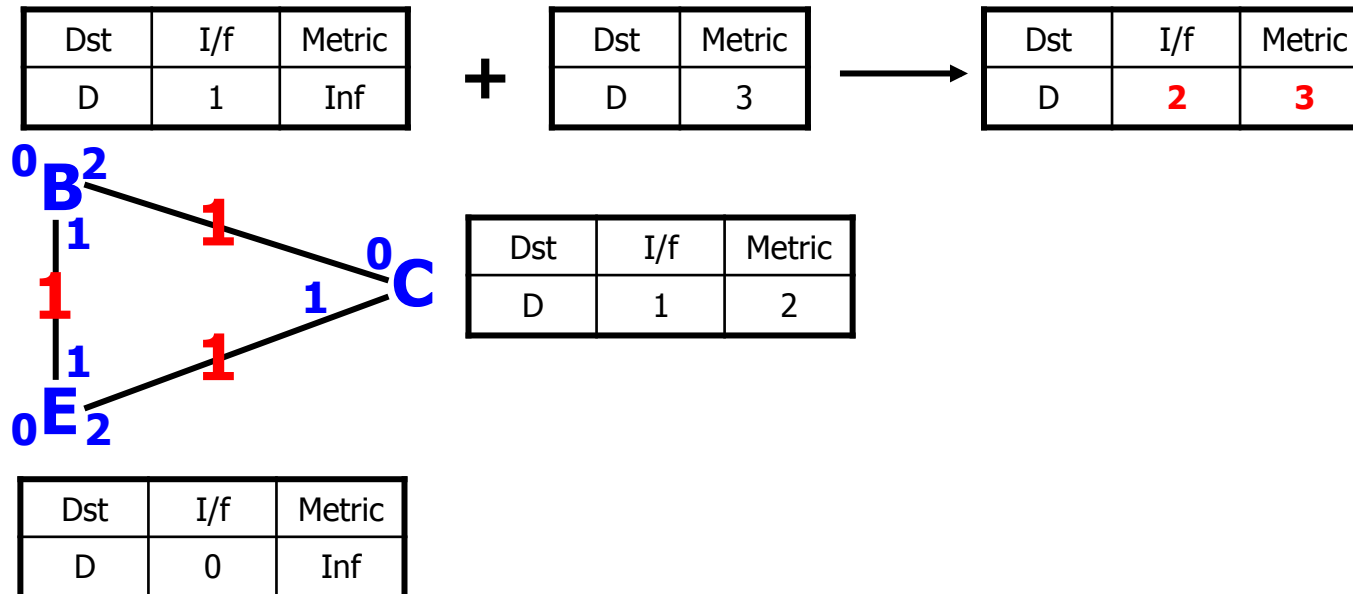 Dst I/f Metric
D 1 Inf
+
Dst Metric
D 3
Dst I/f Metric
D 2 3
0 B 2
1
1
0 C
1
1
1
1
0 E 2
Dst I/f Metric
D 1 2
Dst I/f Metric
D 0 Inf